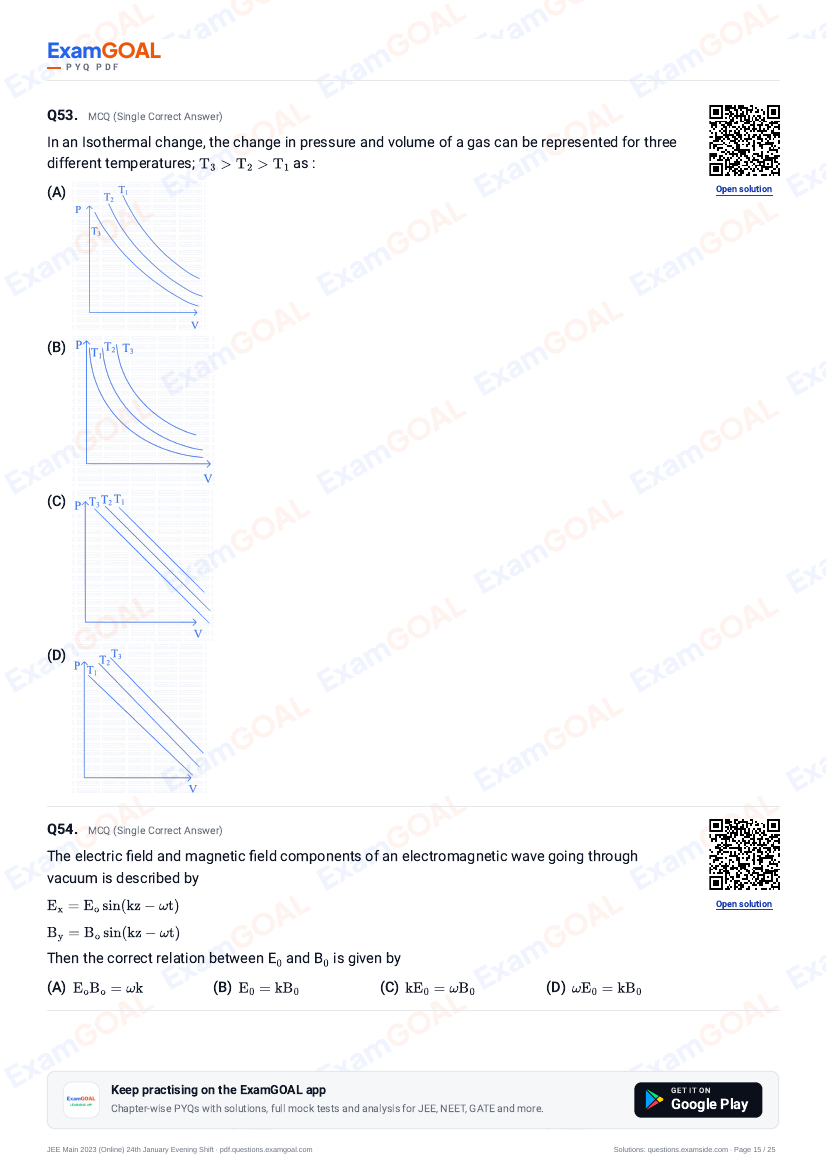 ExamGOAL
PYQ PDF
Q53. MCQ (Single Correct Answer)
In an Isothermal change, the change in pressure and volume of a gas can be represented for three
different temperatures; T₃ > T₂ > T₁ as :
Open solution
(A)
T₁
T₂
P
T₃
V
(B)
P
T₁ T₂ T₃
V
(C)
P T₃ T₂ T₁
V
(D)
T₃
T₂
P
T₁
V
Q54. MCQ (Single Correct Answer)
The electric field and magnetic field components of an electromagnetic wave going through
vacuum is described by
Eₓ = Eₒ sin(kz − ωt)
Open solution
B_y = Bₒ sin(kz − ωt)
Then the correct relation between E₀ and B₀ is given by
(A) EₒBₒ = ωk (B) E₀ = kB₀ (C) kE₀ = ωB₀ (D) ωE₀ = kB₀
Keep practising on the ExamGOAL app
Chapter-wise PYQs with solutions, full mock tests and analysis for JEE, NEET, GATE and more.
GET IT ON
Google Play
JEE Main 2023 (Online) 24th January Evening Shift · pdf.questions.examgoal.com
Solutions: questions.examside.com · Page 15 / 25